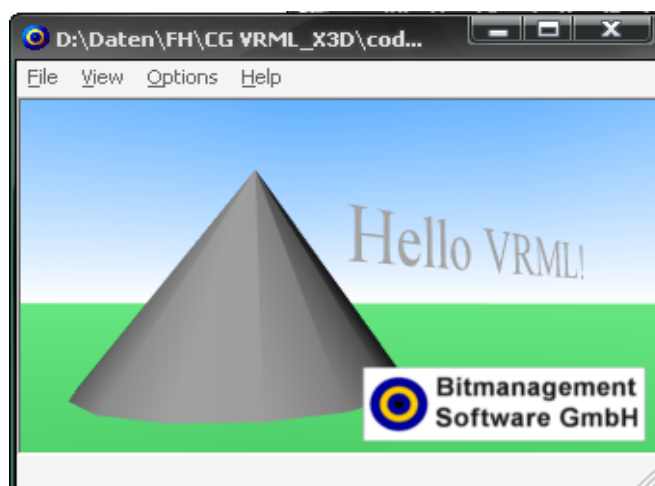 D:\Daten\FH\CG VRML_X3D\cod...
File View Options Help
Hello VRML!
Bitmanagement
Software GmbH